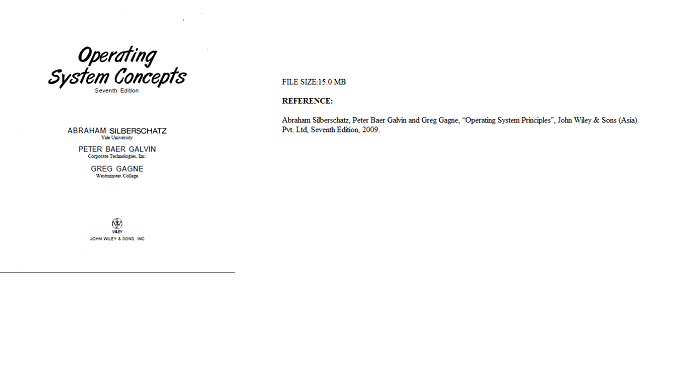 Operating
System Concepts
Seventh Edition
ABRAHAM SILBERSCHATZ
Yale University
PETER BAER GALVIN
Corporate Technologies, Inc.
GREG GAGNE
Westminster College
WILEY
JOHN WILEY & SONS. INC
FILE SIZE:15.0 MB
REFERENCE:
Abraham Silberschatz, Peter Baer Galvin and Greg Gagne, “Operating System Principles”, John Wiley & Sons (Asia)
Pvt. Ltd, Seventh Edition, 2009.